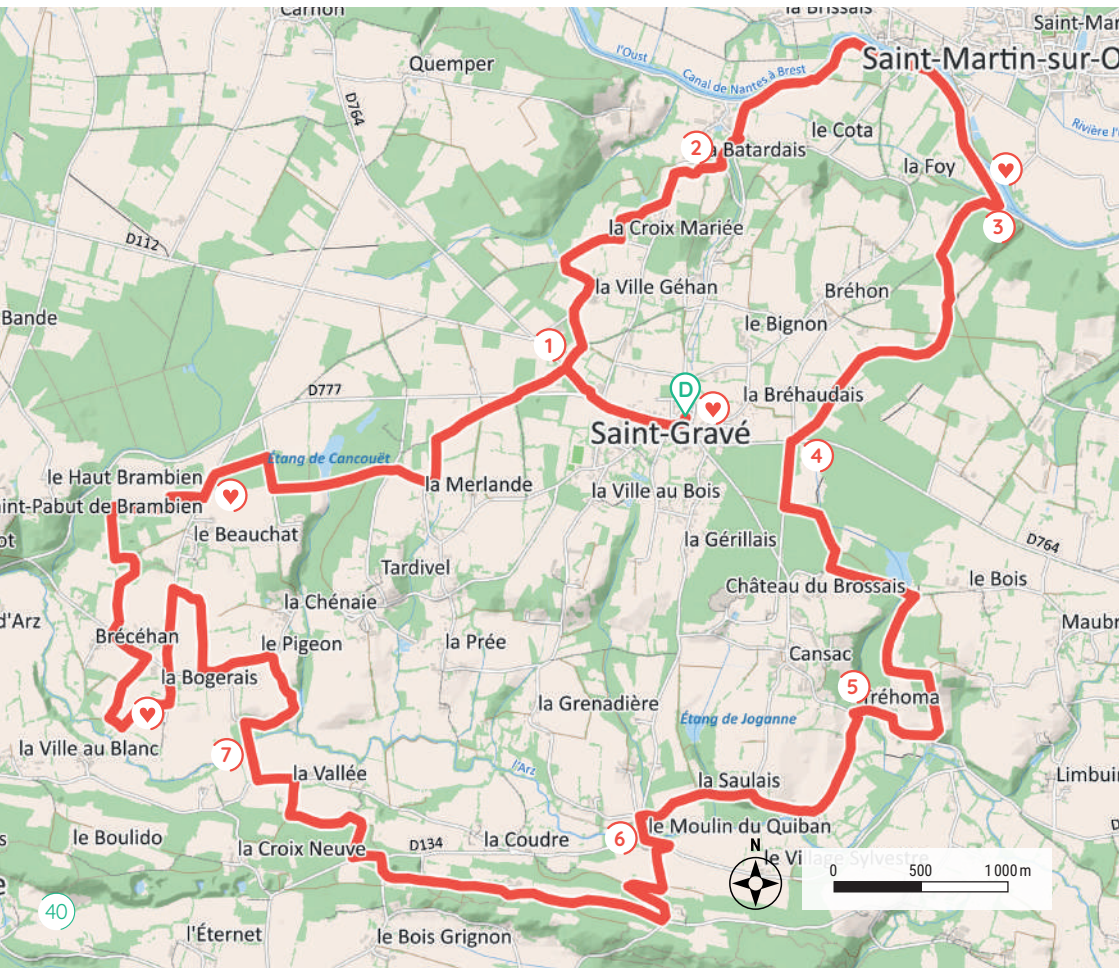 Carnon
la Brissais
Saint-Mar
l'Oust
Quemper
Canal de Nantes à Brest
Saint-Martin-sur-O
D764
Rivière l'
le Cota
2
a Batardais
la Foy
3
la Croix Mariée
D112
la Ville Géhan
Bréhon
Bande
le Bignon
1
D777
D
la Bréhaudais
Saint-Gravé
4
Étang de Cancouët
le Haut Brambien
la Merlande
la Ville au Bois
int-Pabut de Brambien
le Beauchat
ot
la Gérillais
D764
Tardivel
Château du Brossais
le Bois
la Chénaie
d'Arz
Maubr
Brécéhan
le Pigeon
la Prée
Cansac
la Bogerais
5
Tréhoma
la Grenadière
Étang de Joganne
la Ville au Blanc
7
l'Arz
la Vallée
la Saulais
Limbui
s
le Boulido
la Croix Neuve
D134
la Coudre
6
le Moulin du Quiban
D
N
le Village Sylvestre
0 500 1 000 m
e
40
l'Éternet
le Bois Grignon